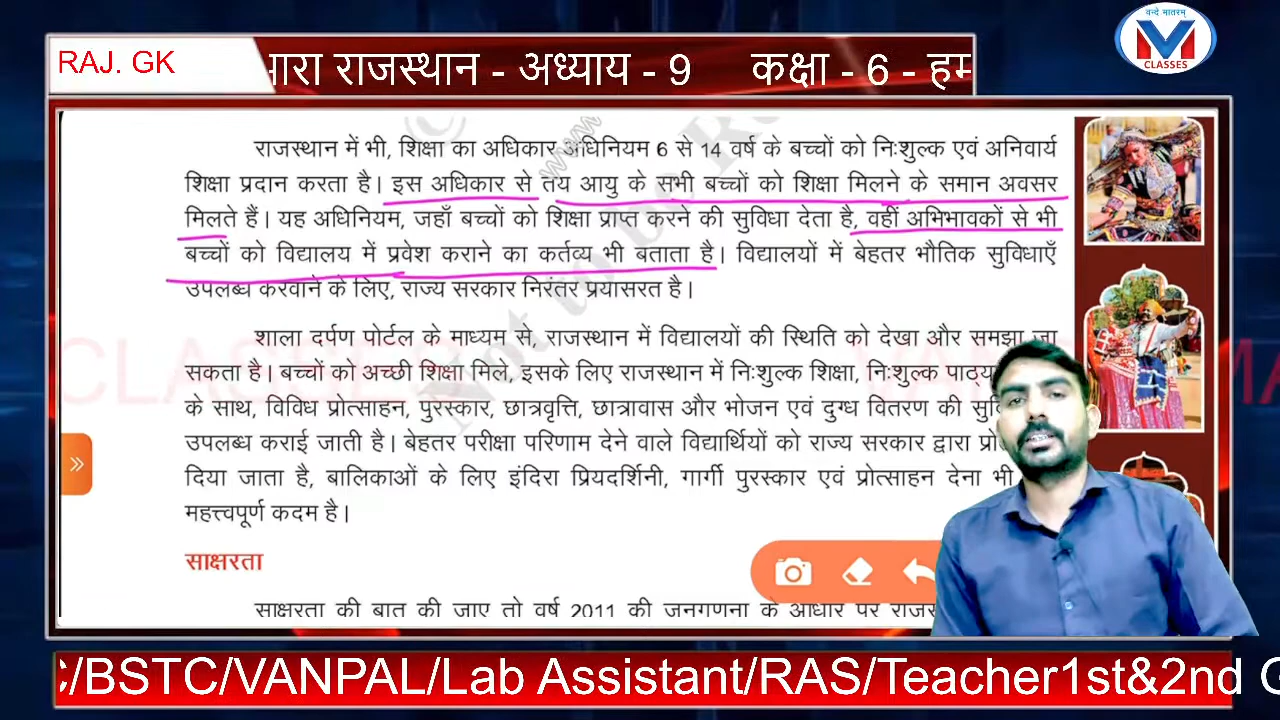 वन्दे मातरम्
CLASSES
RAJ. GK
पारा राजस्थान - अध्याय - 9 कक्षा - 6 - हम
राजस्थान में भी, शिक्षा का अधिकार अधिनियम 6 से 14 वर्ष के बच्चों को निःशुल्क एवं अनिवार्य
शिक्षा प्रदान करता है। इस अधिकार से तय आयु के सभी बच्चों को शिक्षा मिलने के समान अवसर
मिलते हैं। यह अधिनियम, जहाँ बच्चों को शिक्षा प्राप्त करने की सुविधा देता है, वहीं अभिभावकों से भी
बच्चों को विद्यालय में प्रवेश कराने का कर्तव्य भी बताता है। विद्यालयों में बेहतर भौतिक सुविधाएँ
उपलब्ध करवाने के लिए, राज्य सरकार निरंतर प्रयासरत है।
शाला दर्पण पोर्टल के माध्यम से, राजस्थान में विद्यालयों की स्थिति को देखा और समझा जा
सकता है। बच्चों को अच्छी शिक्षा मिले, इसके लिए राजस्थान में निःशुल्क शिक्षा, निःशुल्क
के साथ, विविध प्रोत्साहन, पुरस्कार, छात्रवृत्ति, छात्रावास और भोजन एवं दुग्ध वितरण की
उपलब्ध कराई जाती है। बेहतर परीक्षा परिणाम देने वाले विद्यार्थियों को राज्य सरकार द्वारा
दिया जाता है, बालिकाओं के लिए इंदिरा प्रियदर्शिनी, गार्गी पुरस्कार एवं प्रोत्साहन देना भी
महत्त्वपूर्ण कदम है।
साक्षरता
साक्षरता की बात की जाए तो वर्ष 2011 की जनगणना के आधार पर
C/BSTC/VANPAL/Lab Assistant/RAS/Teacher1st&2nd G